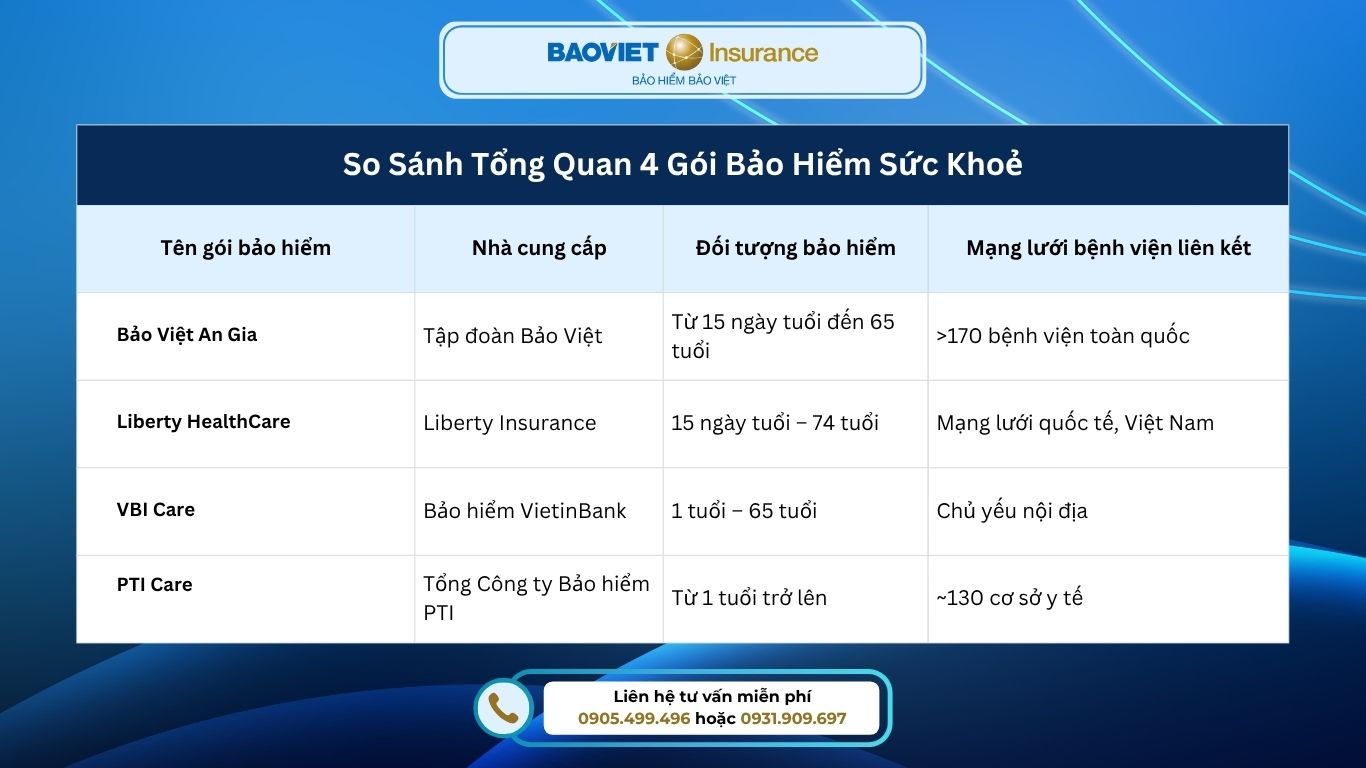 BAOVIET Insurance
BẢO HIỂM BẢO VIỆT
So Sánh Tổng Quan 4 Gói Bảo Hiểm Sức Khoẻ
Tên gói bảo hiểm
Nhà cung cấp
Đối tượng bảo hiểm
Mạng lưới bệnh viện liên kết
Bảo Việt An Gia
Tập đoàn Bảo Việt
Từ 15 ngày tuổi đến 65
tuổi
>170 bệnh viện toàn quốc
Liberty HealthCare
Liberty Insurance
15 ngày tuổi – 74 tuổi
Mạng lưới quốc tế, Việt Nam
VBI Care
Bảo hiểm VietinBank
1 tuổi – 65 tuổi
Chủ yếu nội địa
PTI Care
Tổng Công ty Bảo hiểm
PTI
Từ 1 tuổi trở lên
~130 cơ sở y tế
Liên hệ tư vấn miễn phí
0905.499.496 hoặc 0931.909.697